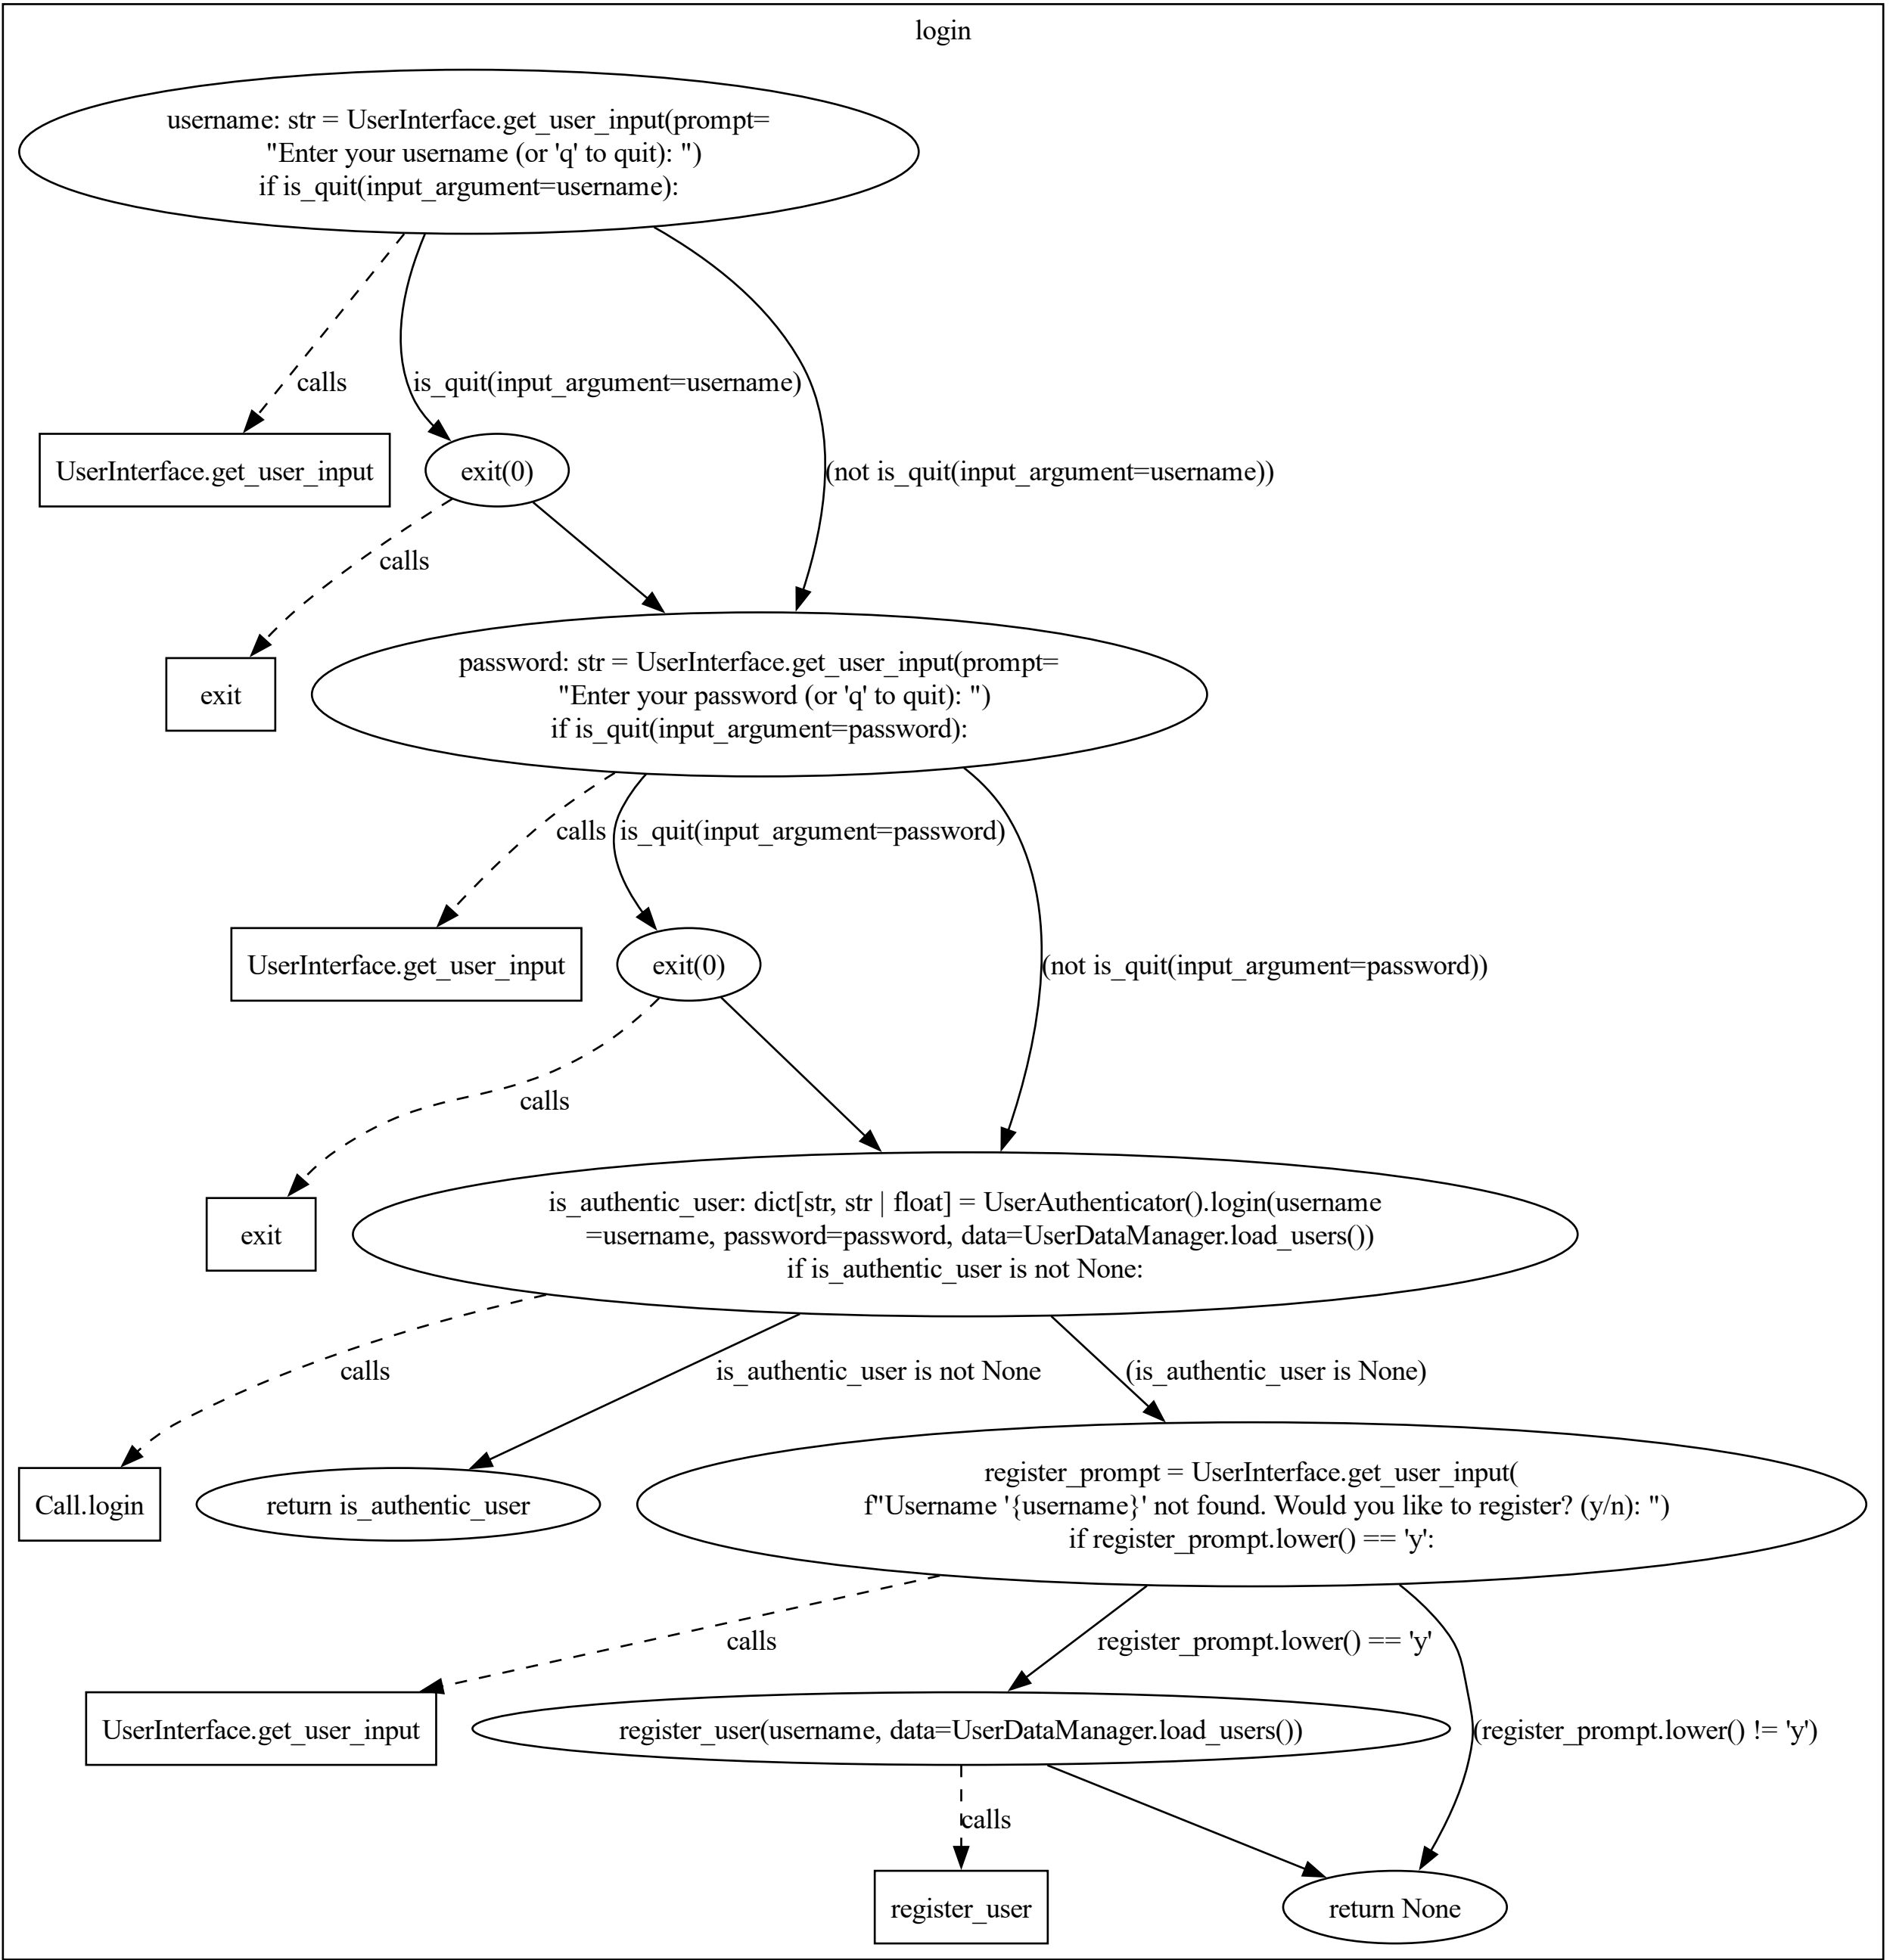 login
username: str = UserInterface.get_user_input(prompt=
"Enter your username (or 'q' to quit): ")
if is_quit(input_argument=username):
calls
is_quit(input_argument=username)
UserInterface.get_user_input
exit(0)
(not is_quit(input_argument=username))
calls
exit
password: str = UserInterface.get_user_input(prompt=
"Enter your password (or 'q' to quit): ")
if is_quit(input_argument=password):
calls
is_quit(input_argument=password)
UserInterface.get_user_input
exit(0)
(not is_quit(input_argument=password))
calls
exit
is_authentic_user: dict[str, str | float] = UserAuthenticator().login(username
=username, password=password, data=UserDataManager.load_users())
if is_authentic_user is not None:
calls
is_authentic_user is not None
(is_authentic_user is None)
Call.login
return is_authentic_user
register_prompt = UserInterface.get_user_input(
f"Username '{username}' not found. Would you like to register? (y/n): ")
if register_prompt.lower() == 'y':
calls
register_prompt.lower() == 'y'
UserInterface.get_user_input
register_user(username, data=UserDataManager.load_users())
(register_prompt.lower() != 'y')
calls
register_user
return None